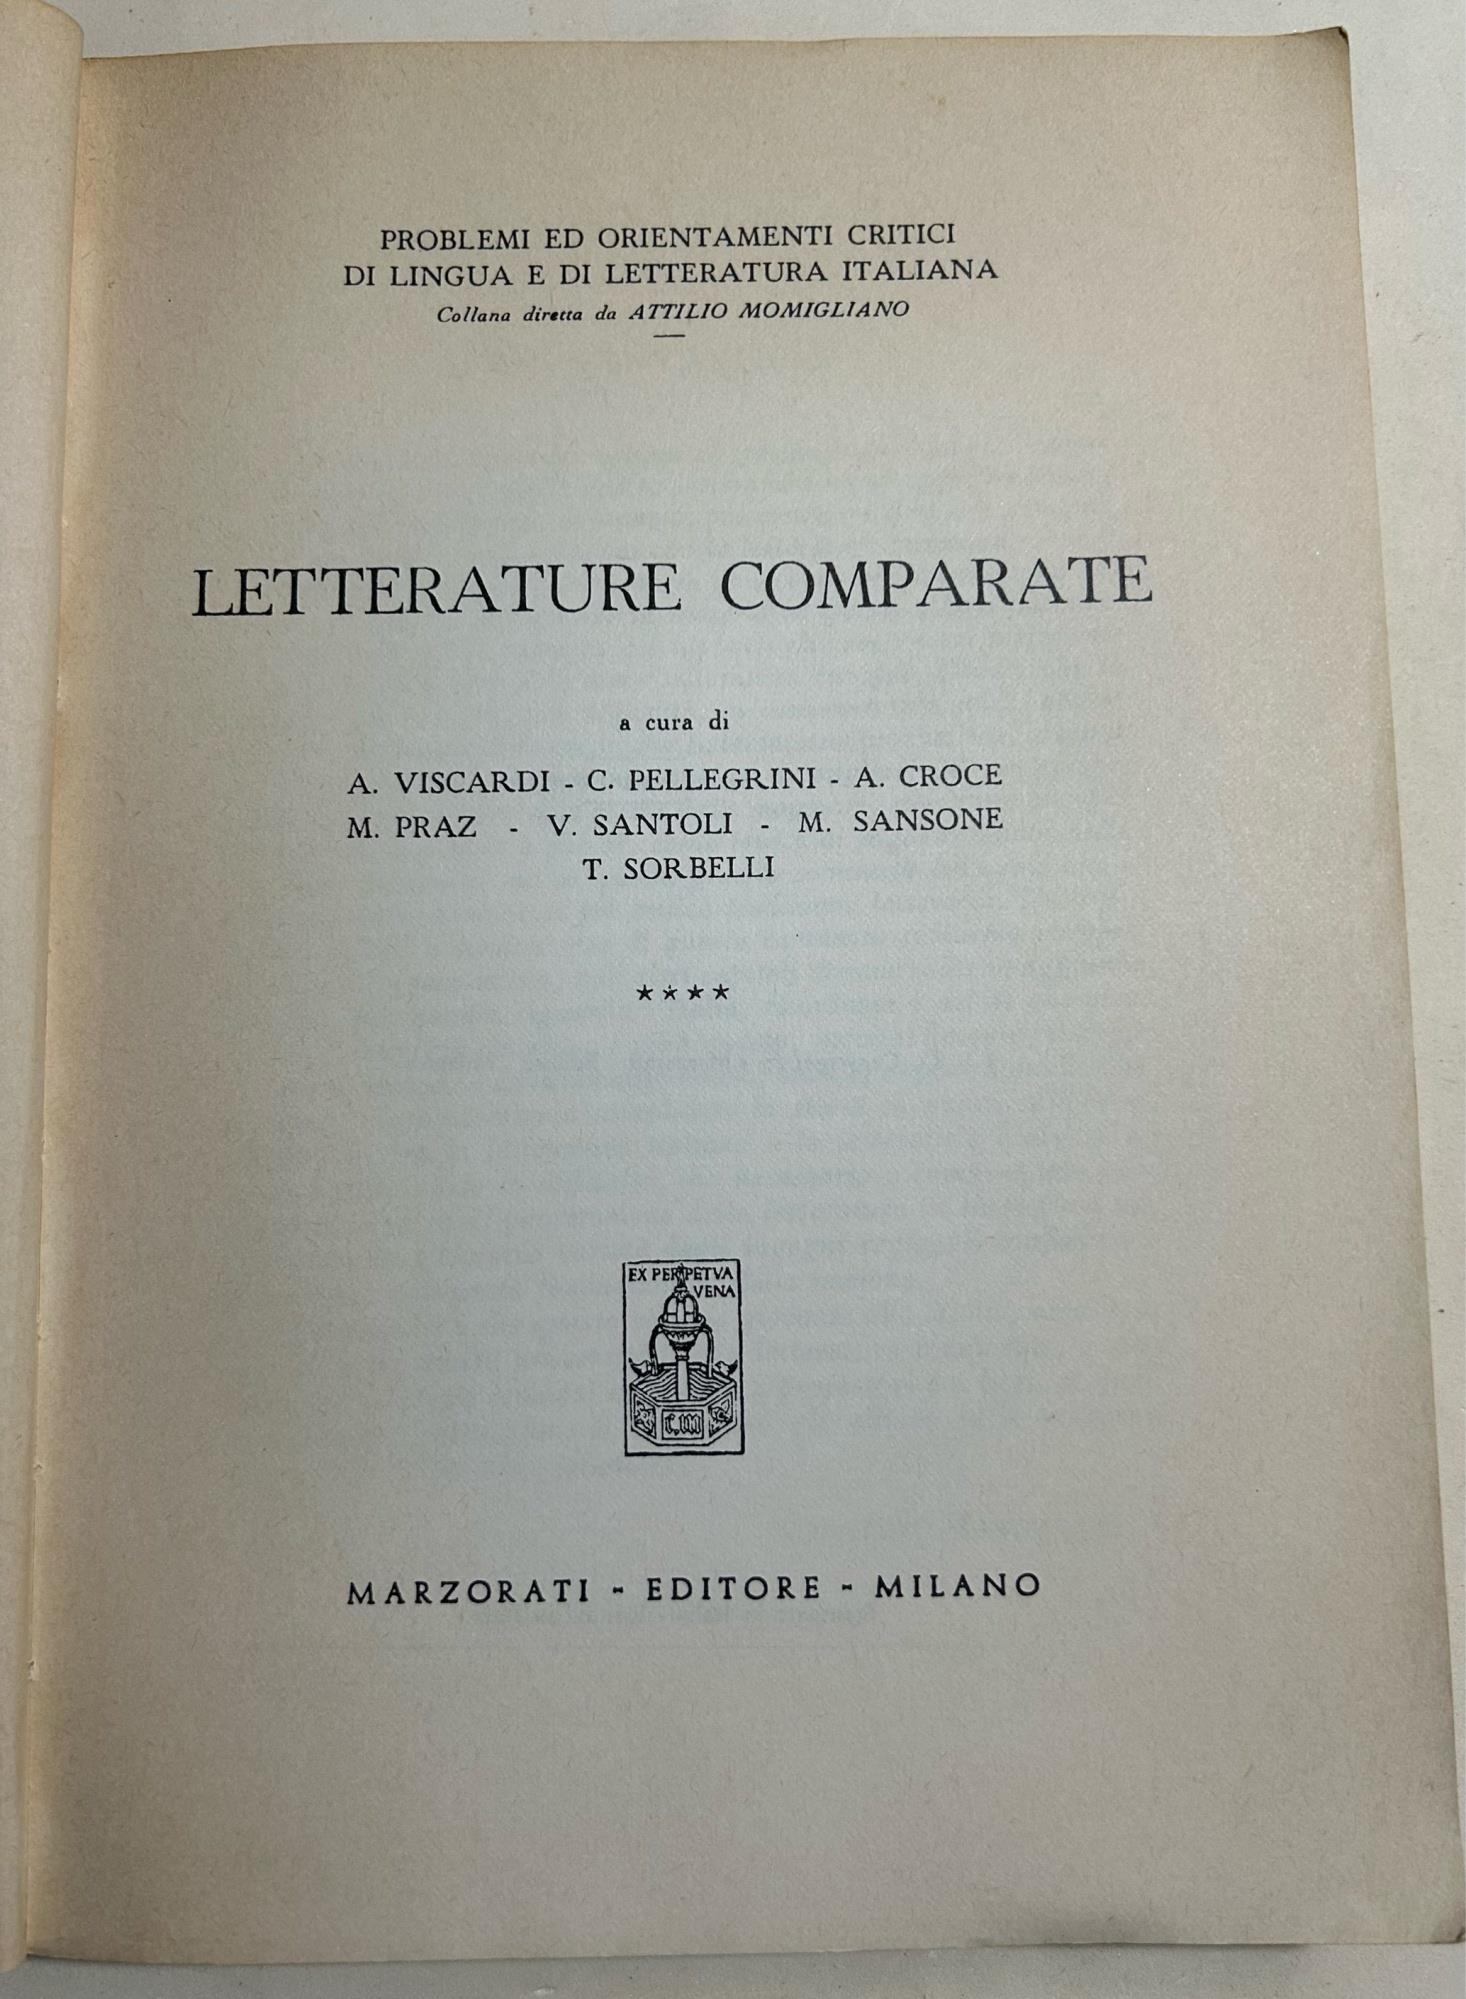 PROBLEMI ED ORIENTAMENTI CRITICI
DI LINGUA E DI LETTERATURA ITALIANA
Collana diretta da ATTILIO MOMIGLIANO
LETTERATURE COMPARATE
a cura di
A. VISCARDI - C. PELLEGRINI - A. CROCE
M. PRAZ - V. SANTOLI - M. SANSONE
T. SORBELLI
★★★★
EX PERPETVA
VENA
C.M
MARZORATI - EDITORE - MILANO